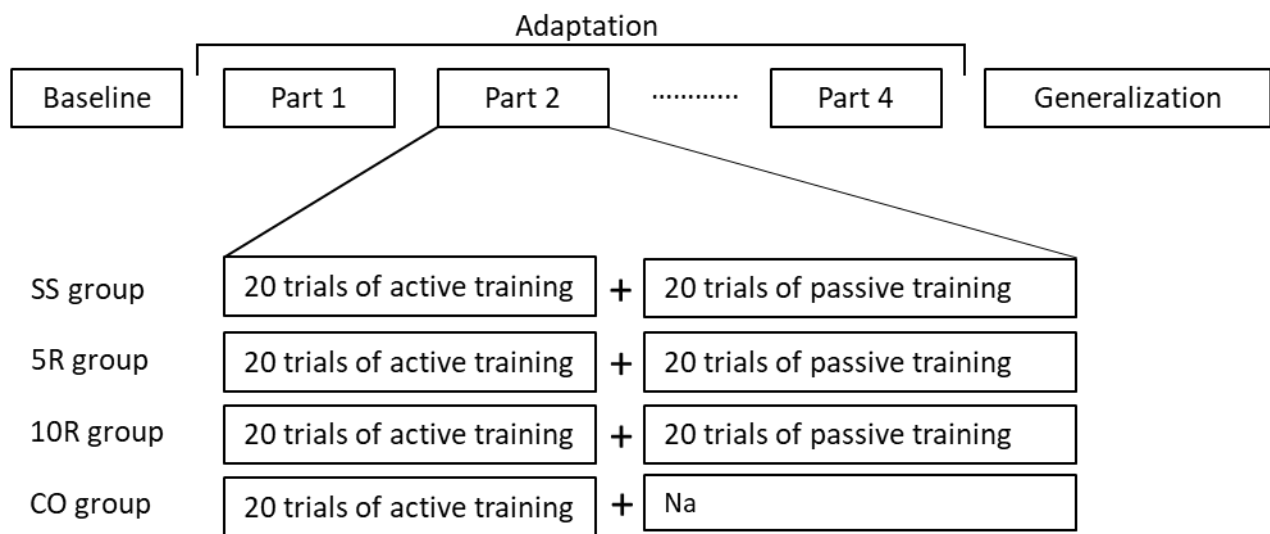 Adaptation
Baseline Part 1 Part 2 ............ Part 4 Generalization
SS group 20 trials of active training + 20 trials of passive training
5R group 20 trials of active training + 20 trials of passive training
10R group 20 trials of active training + 20 trials of passive training
CO group 20 trials of active training + Na